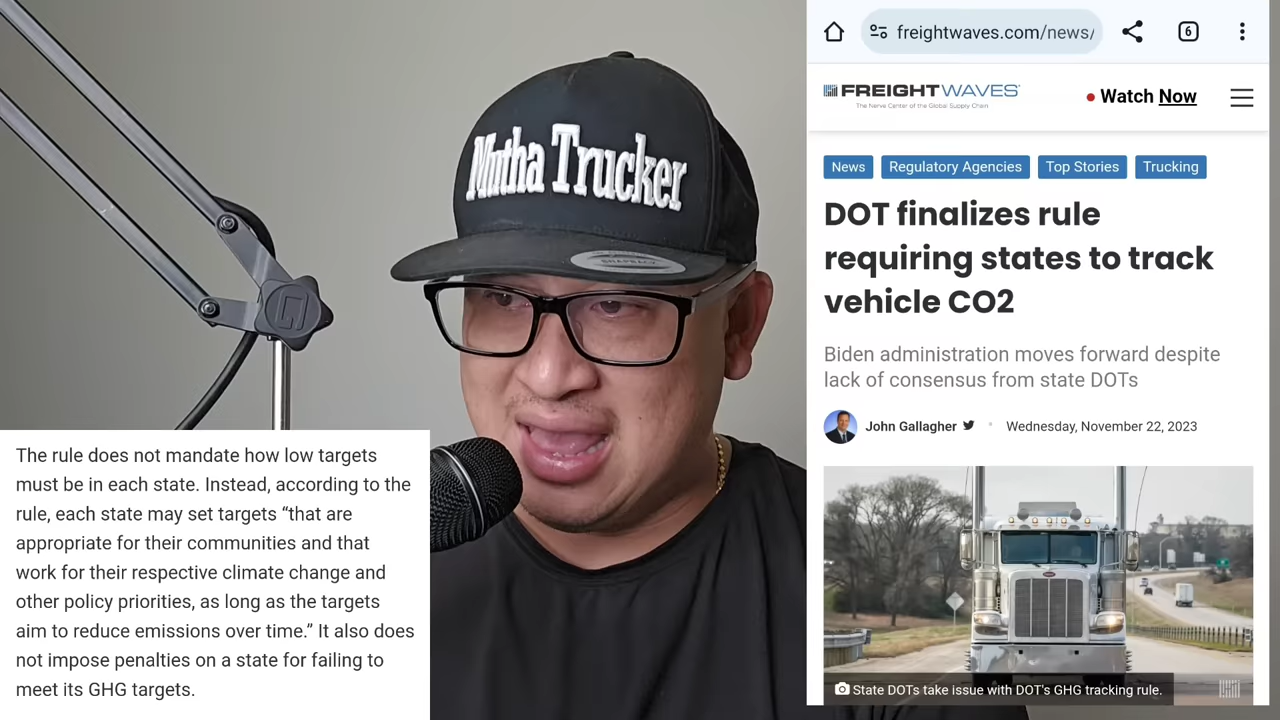 Mutha Trucker
The rule does not mandate how low targets
must be in each state. Instead, according to the
rule, each state may set targets “that are
appropriate for their communities and that
work for their respective climate change and
other policy priorities, as long as the targets
aim to reduce emissions over time.” It also does
not impose penalties on a state for failing to
meet its GHG targets.
freightwaves.com/news/
6
FREIGHTWAVES
The Nerve Center of the Global Supply Chain
Watch Now
News Regulatory Agencies Top Stories Trucking
DOT finalizes rule
requiring states to track
vehicle CO2
Biden administration moves forward despite
lack of consensus from state DOTs
John Gallagher Wednesday, November 22, 2023
State DOTs take issue with DOT's GHG tracking rule.